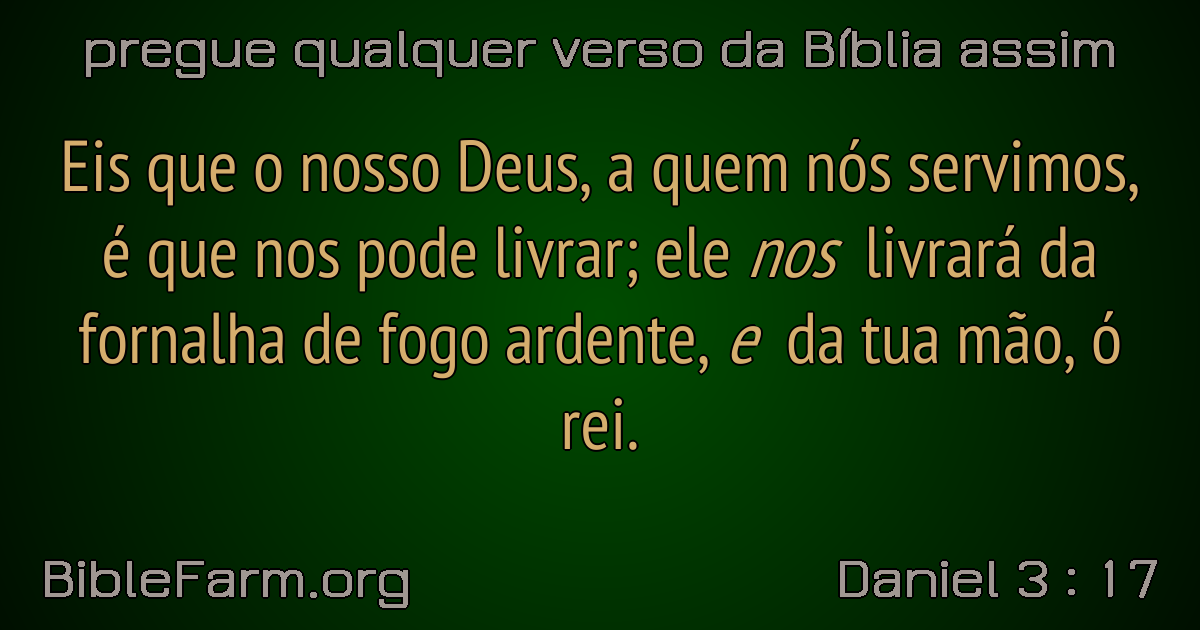 pregue qualquer verso da Bíblia assim
Eis que o nosso Deus, a quem nós servimos,
é que nos pode livrar; ele nos livrará da
fornalha de fogo ardente, e da tua mão, ó
rei.
BibleFarm.org
Daniel 3 : 17